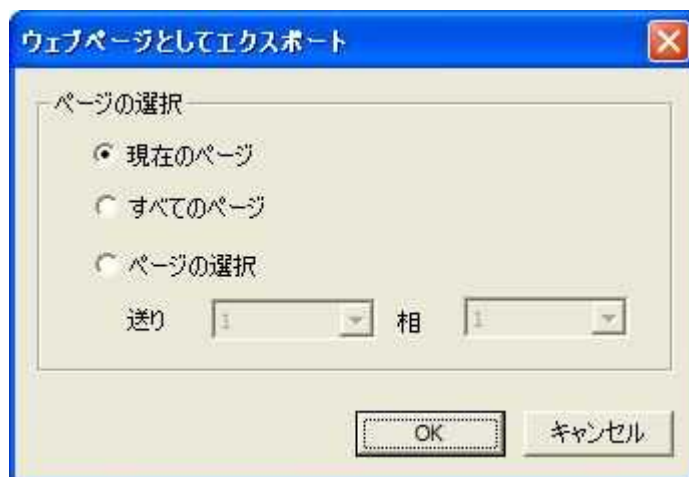 ウェブページとしてエクスポート
ページの選択
現在のページ
すべてのページ
ページの選択
送り 1 相 1
OK キャンセル